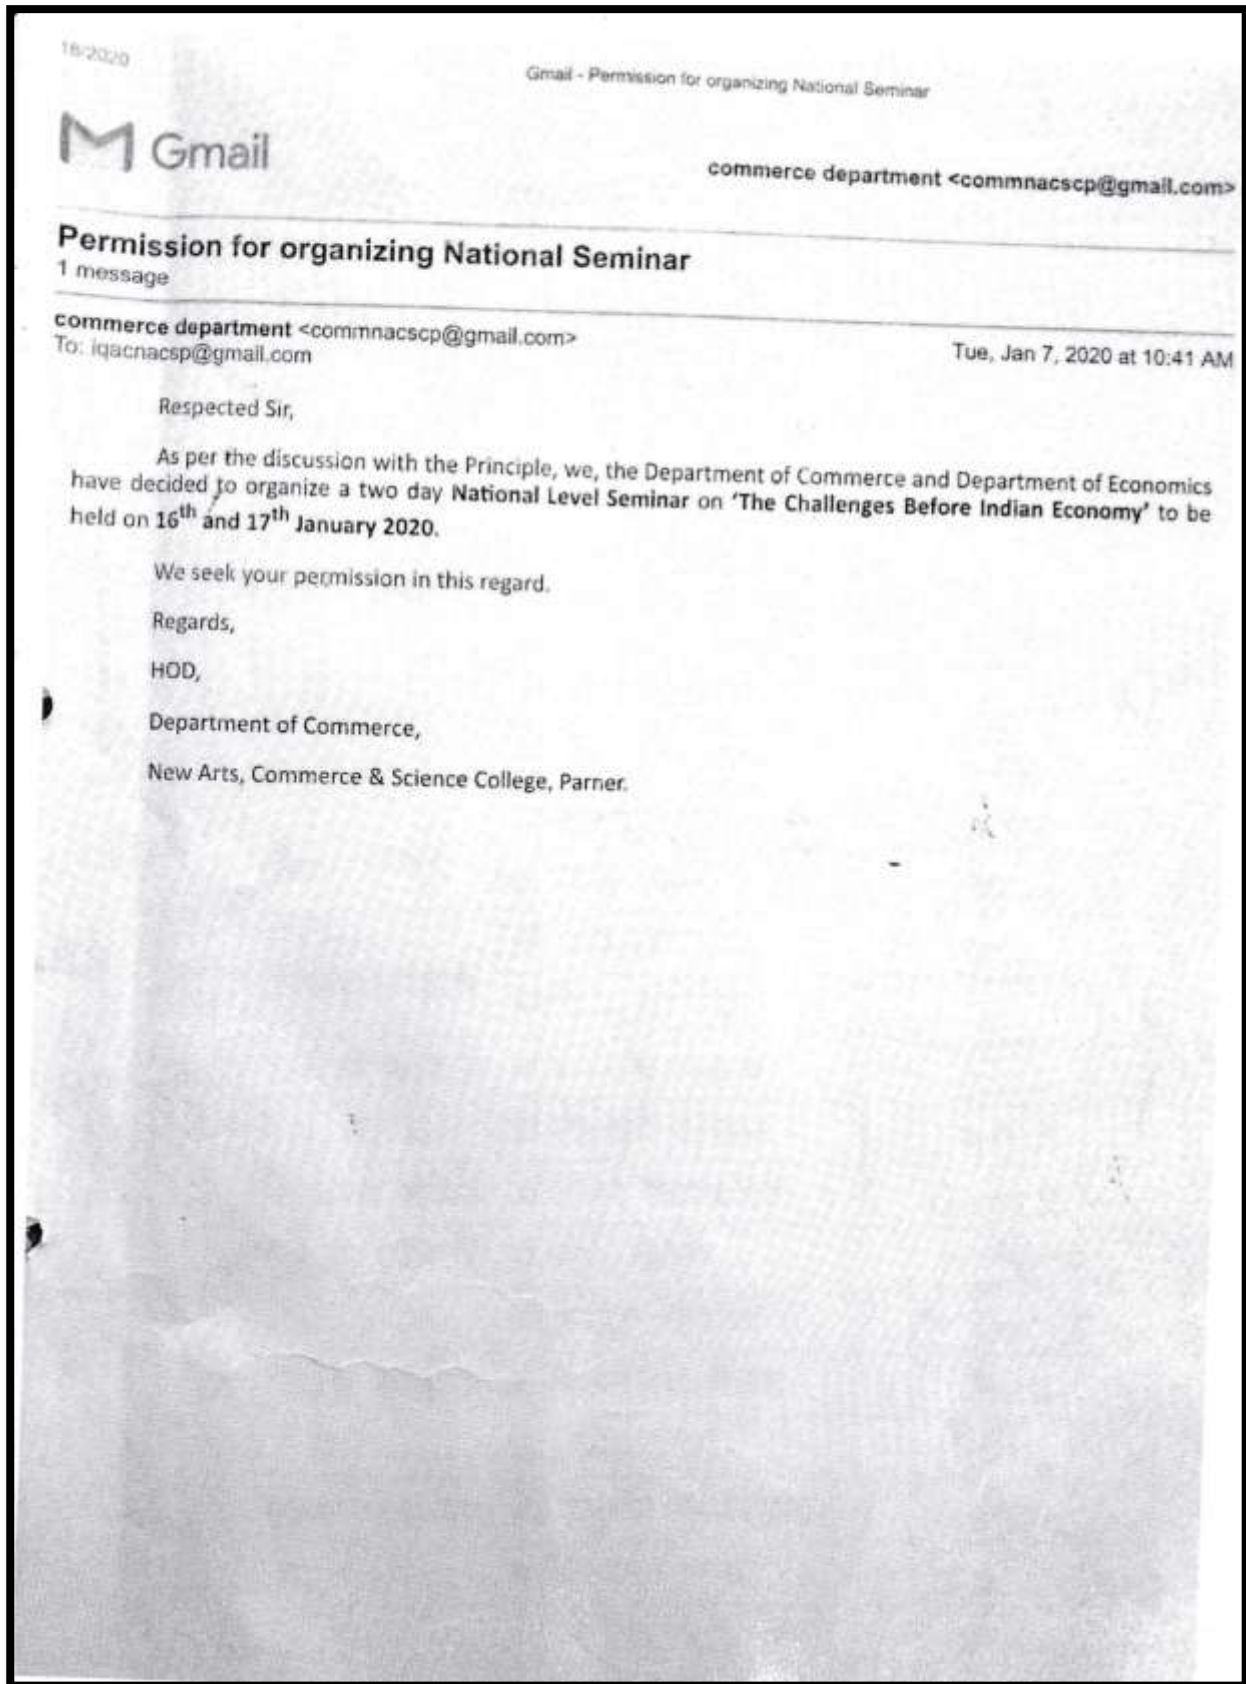 18/2020
Gmail - Permission for organizing National Seminar
Gmail
commerce department <commnacscp@gmail.com>
Permission for organizing National Seminar
1 message
commerce department <commnacscp@gmail.com>
To: iqacnacsp@gmail.com
Tue, Jan 7, 2020 at 10:41 AM
Respected Sir,
As per the discussion with the Principle, we, the Department of Commerce and Department of Economics
have decided to organize a two day National Level Seminar on 'The Challenges Before Indian Economy' to be
held on 16th and 17th January 2020.
We seek your permission in this regard.
Regards,
HOD,
Department of Commerce,
New Arts, Commerce & Science College, Parner.